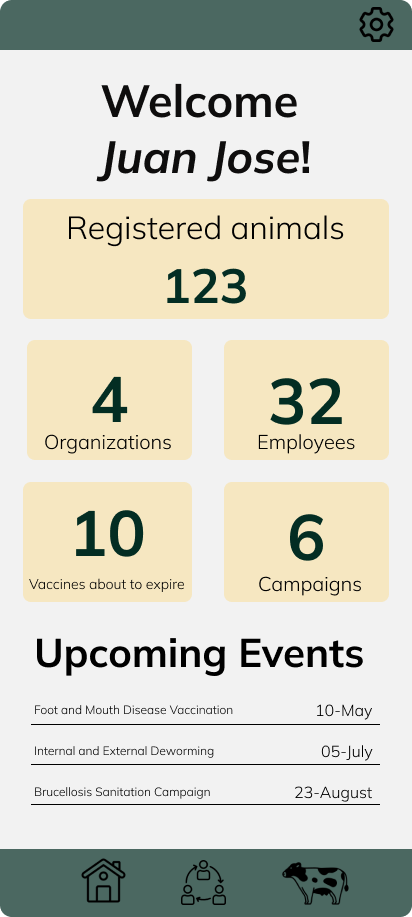 Welcome
Juan Jose!
Registered animals
123
4
Organizations
32
Employees
10
Vaccines about to expire
6
Campaigns
Upcoming Events
Foot and Mouth Disease Vaccination 10-May
Internal and External Deworming 05-July
Brucellosis Sanitation Campaign 23-August